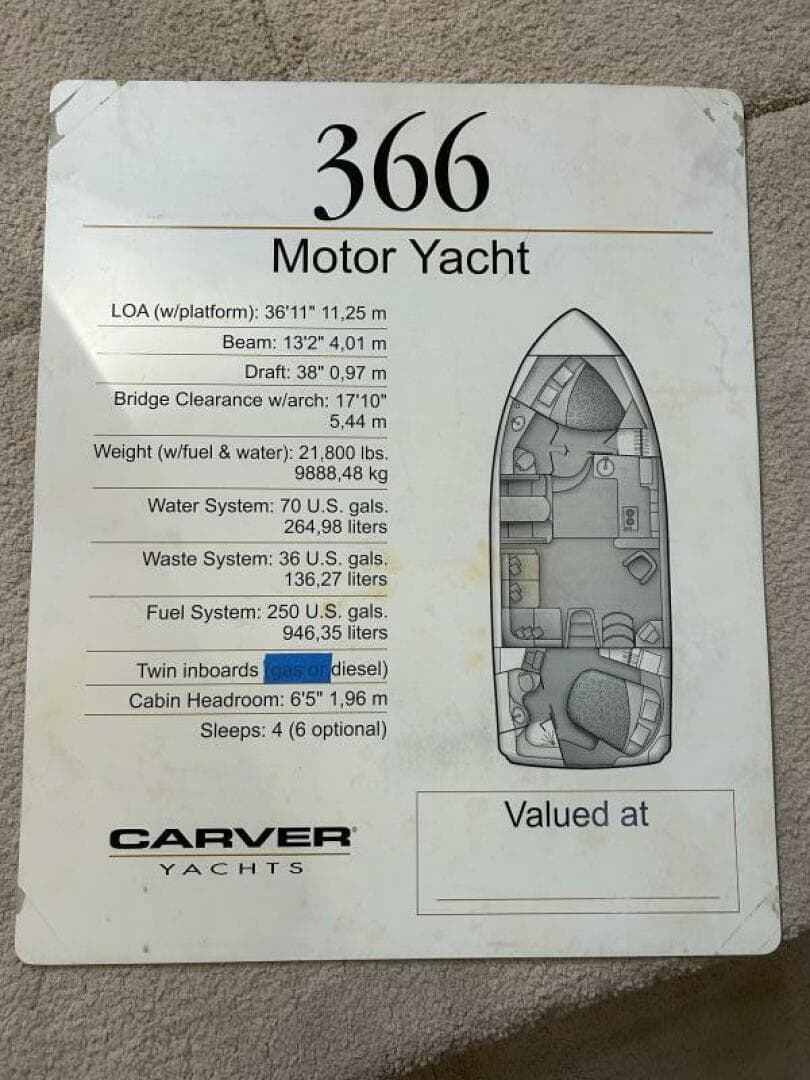 366
Motor Yacht
LOA (w/platform): 36'11" 11,25 m
Beam: 13'2" 4,01 m
Draft: 38" 0,97 m
Bridge Clearance w/arch: 17'10"
5,44 m
Weight (w/fuel & water): 21,800 lbs.
9888,48 kg
Water System: 70 U.S. gals.
264,98 liters
Waste System: 36 U.S. gals.
136,27 liters
Fuel System: 250 U.S. gals.
946,35 liters
Twin inboards (gas or diesel)
Cabin Headroom: 6'5" 1,96 m
Sleeps: 4 (6 optional)
CARVER®
YACHTS
Valued at